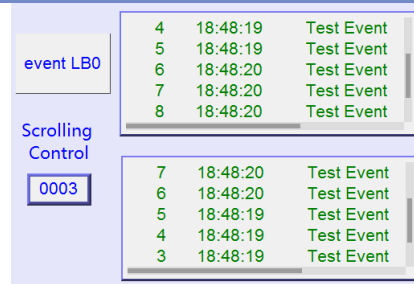 event LB0
Scrolling
Control
0003
4 18:48:19 Test Event
5 18:48:19 Test Event
6 18:48:20 Test Event
7 18:48:20 Test Event
8 18:48:20 Test Event
7 18:48:20 Test Event
6 18:48:20 Test Event
5 18:48:19 Test Event
4 18:48:19 Test Event
3 18:48:19 Test Event